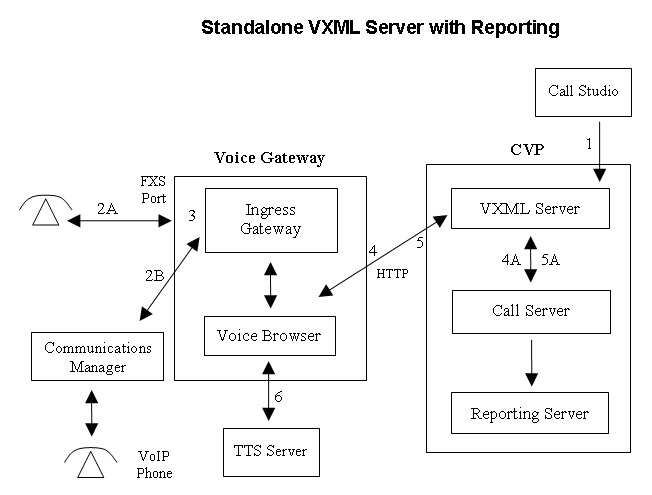 Standalone VXML Server with Reporting
Call Studio
1
Voice Gateway
CVP
FXS
Port
2A
3
Ingress
Gateway
VXML Server
4
5
HTTP
4A
5A
2B
Voice Browser
Call Server
Communications
Manager
6
Reporting Server
TTS Server
VoIP
Phone